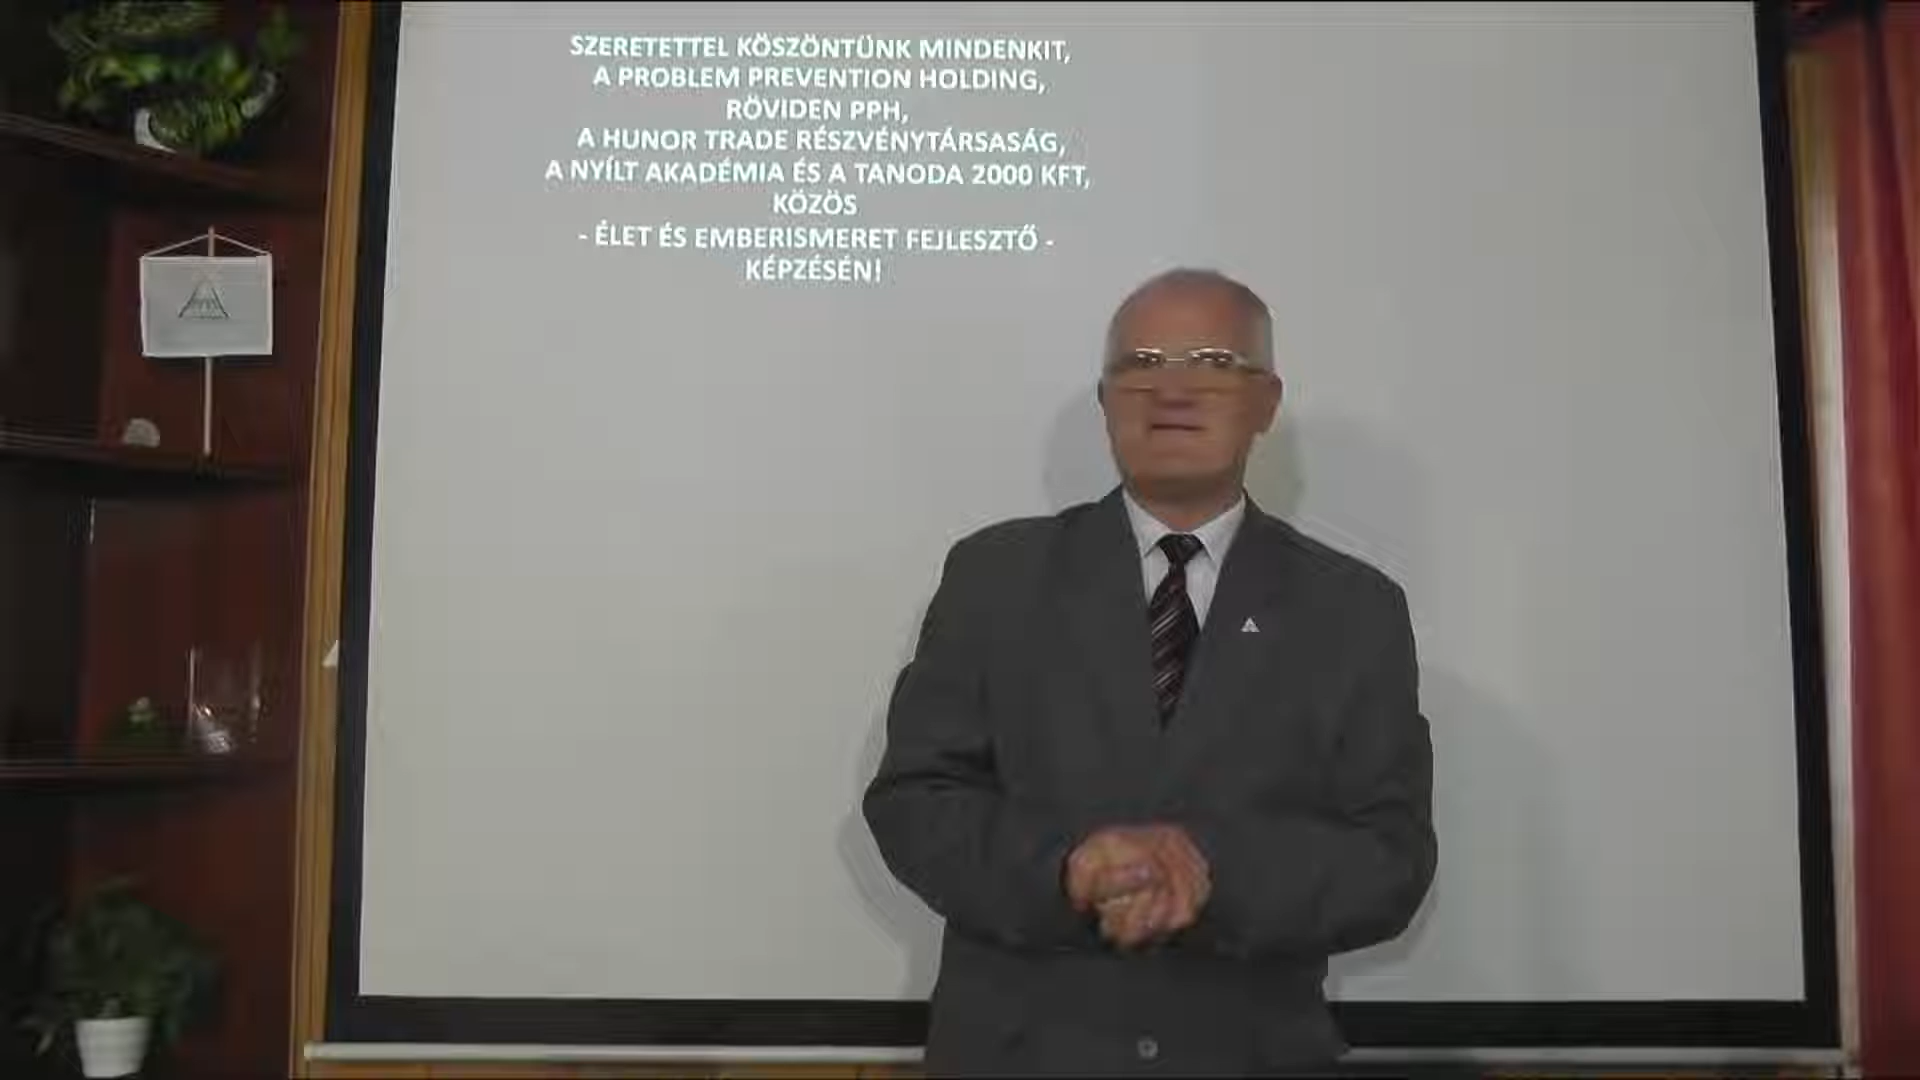 SZERETETTEL KÖSZÖNTÜNK MINDENKIT,
A PROBLEM PREVENTION HOLDING,
RÖVIDEN PPH,
A HUNOR TRADE RÉSZVÉNYTÁRSASÁG,
A NYÍLT AKADÉMIA ÉS A TANODA 2000 KFT,
KÖZÖS
- ÉLET ÉS EMBERISMERET FEJLESZTŐ -
KÉPZÉSÉN!